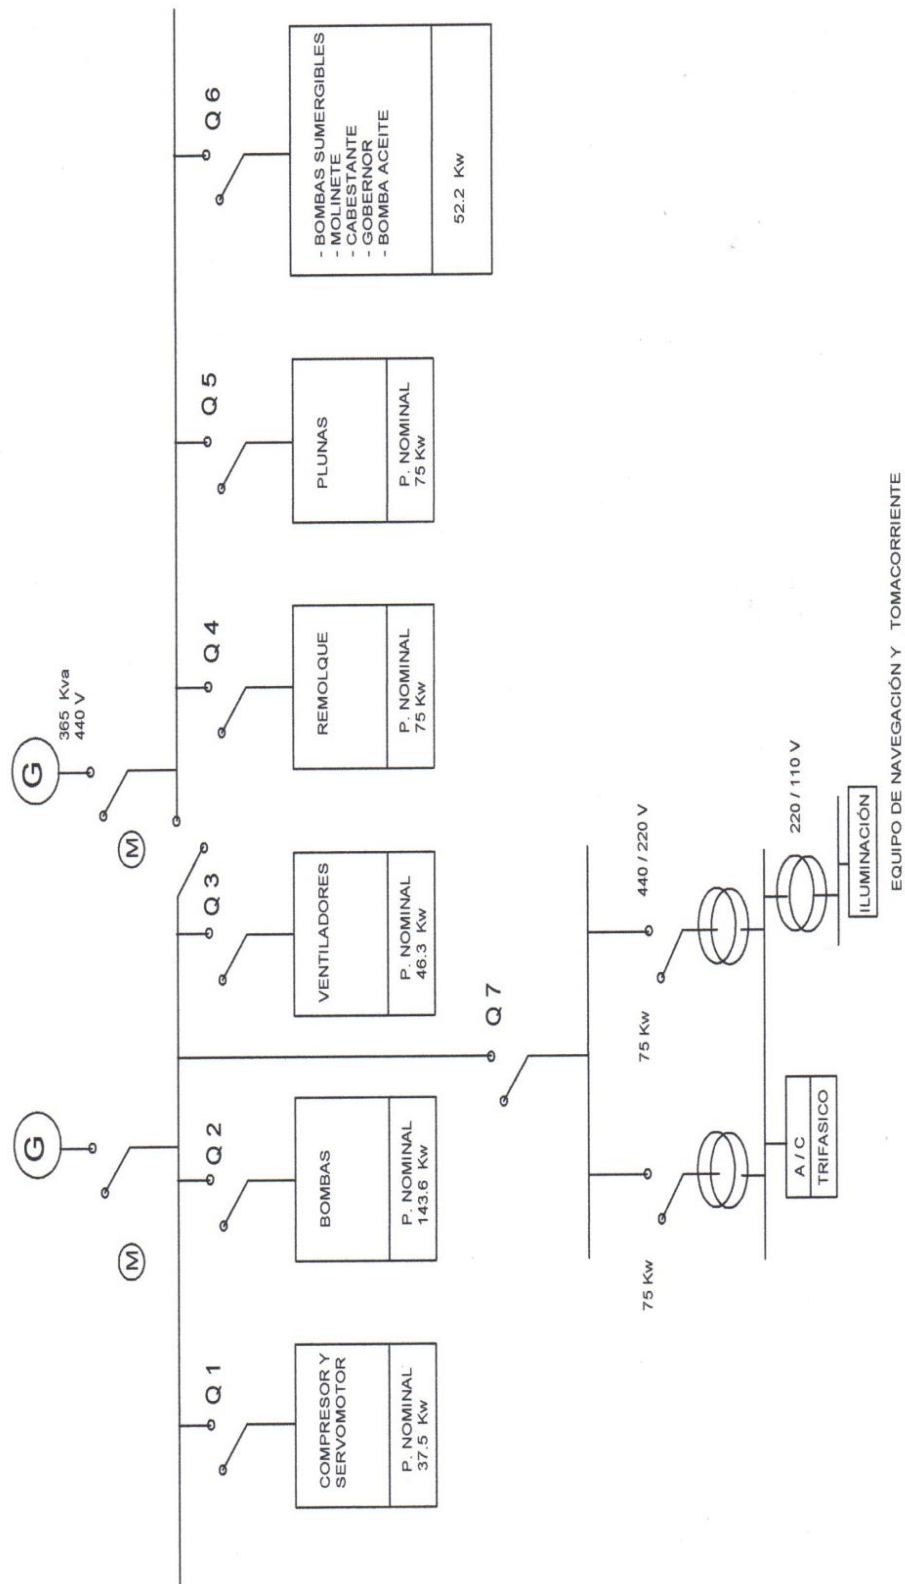 G
G
365 Kva
440 V
M
M
Q 1
Q 2
Q 3
Q 4
Q 5
Q 6
COMPRESOR Y
SERVOMOTOR
P. NOMINAL
37.5 Kw
BOMBAS
P. NOMINAL
143.6 Kw
VENTILADORES
P. NOMINAL
46.3 Kw
REMOLQUE
P. NOMINAL
75 Kw
PLUNAS
P. NOMINAL
75 Kw
- BOMBAS SUMERGIBLES
- MOLINETE
- CABESTANTE
- GOBERNOR
- BOMBA ACEITE
52.2 Kw
Q 7
75 Kw
75 Kw
440 / 220 V
A / C
TRIFASICO
220 / 110 V
ILUMINACIÓN
EQUIPO DE NAVEGACIÓN Y TOMACORRIENTE